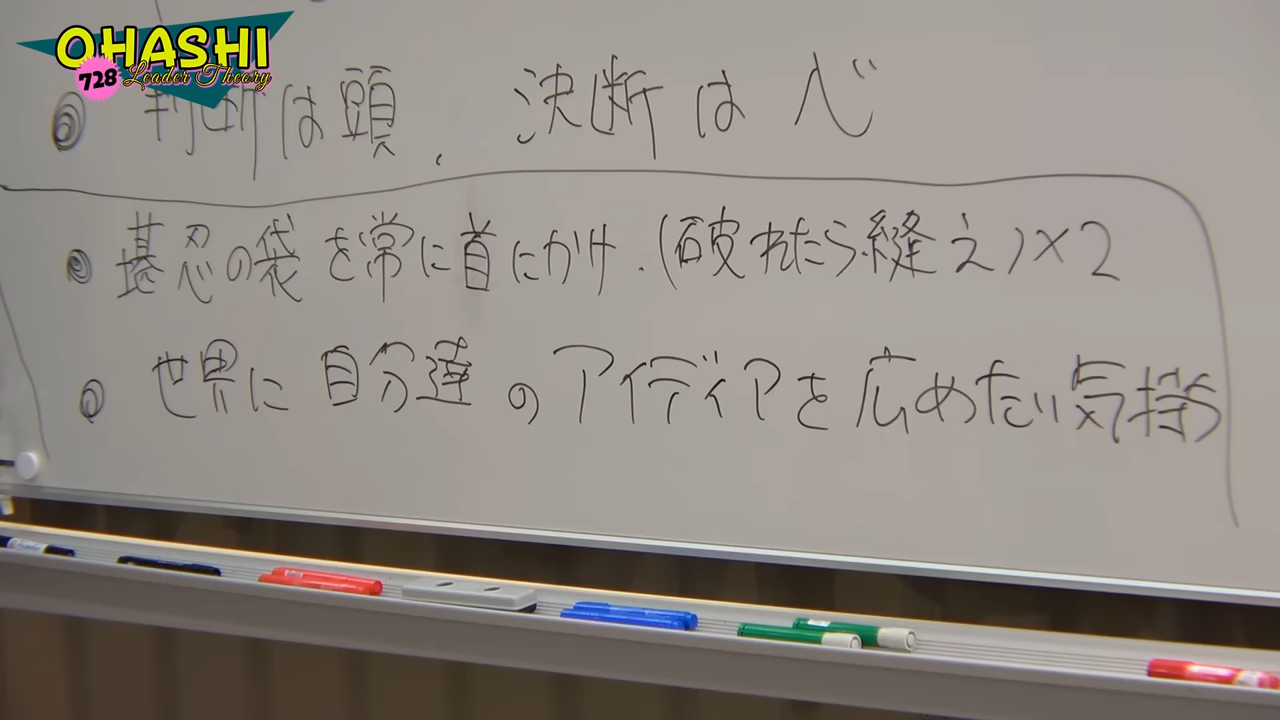 OHASHI
728 Leader Theory
◎ 判断は頭、決断は心
◎ 堪忍の袋を常に首にかけ、(破れたら縫え)×2
◎ 世界に自分達のアイディアを広めたい気持ち